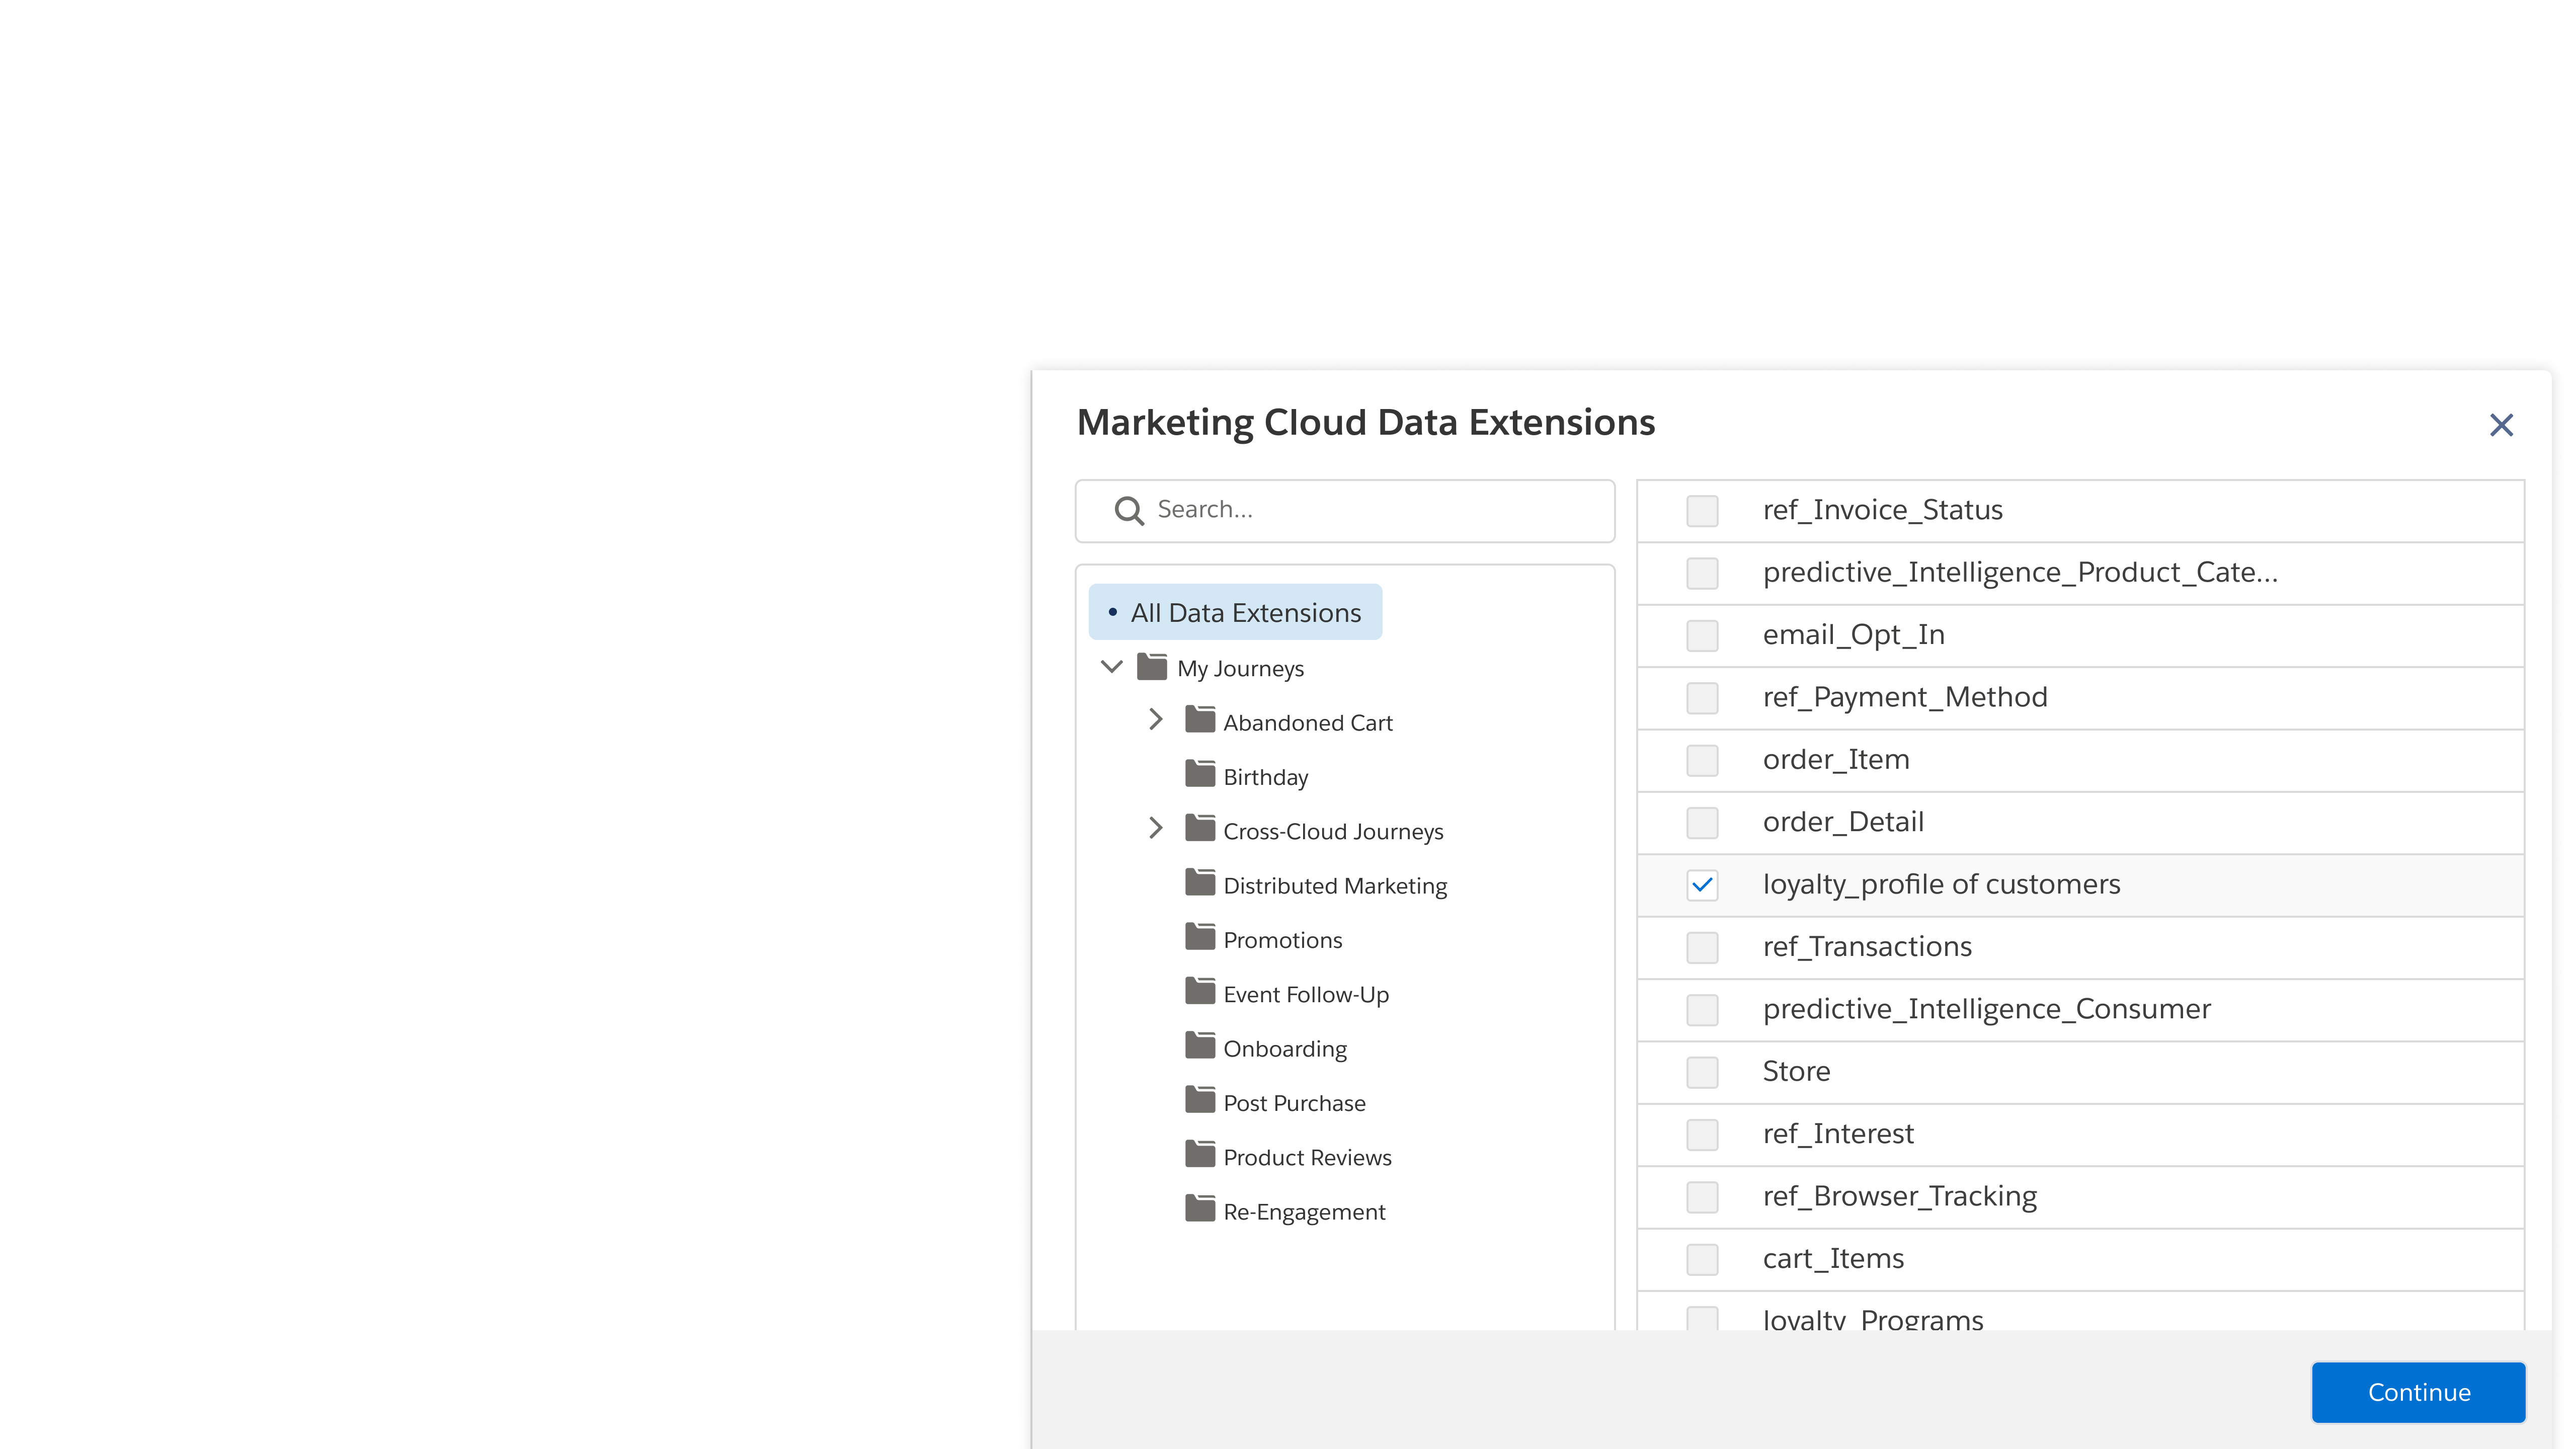 Marketing Cloud Data Extensions
Search...
All Data Extensions
My Journeys
Abandoned Cart
Birthday
Cross-Cloud Journeys
Distributed Marketing
Promotions
Event Follow-Up
Onboarding
Post Purchase
Product Reviews
Re-Engagement
ref_Invoice_Status
predictive_Intelligence_Product_Cate...
email_Opt_In
ref_Payment_Method
order_Item
order_Detail
loyalty_profile of customers
ref_Transactions
predictive_Intelligence_Consumer
Store
ref_Interest
ref_Browser_Tracking
cart_Items
loyalty_Programs
Continue